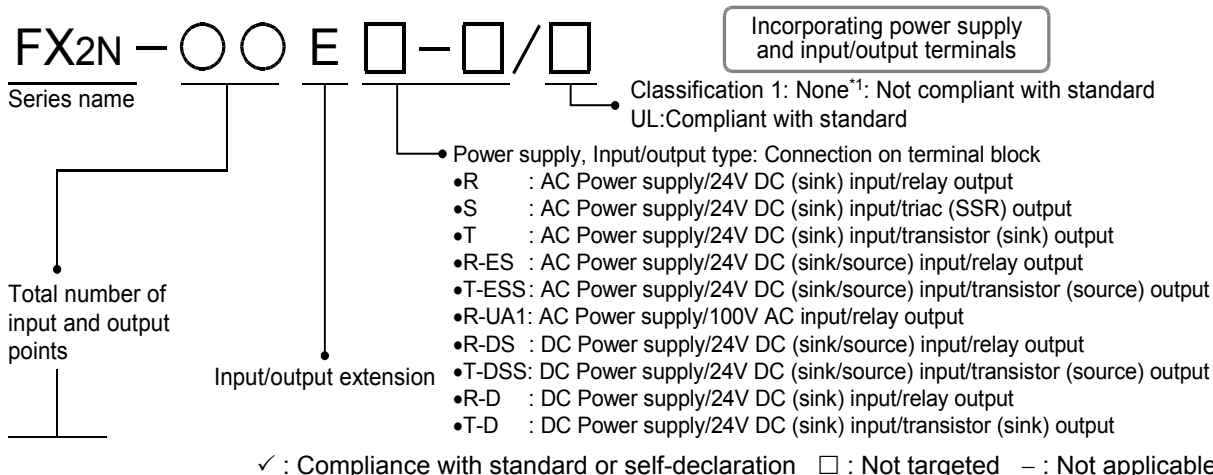 FX2N – ○○ E □ – □ / □
Incorporating power supply
and input/output terminals
Series name
Classification 1: None*1: Not compliant with standard
UL:Compliant with standard
Power supply, Input/output type: Connection on terminal block
•R : AC Power supply/24V DC (sink) input/relay output
•S : AC Power supply/24V DC (sink) input/triac (SSR) output
•T : AC Power supply/24V DC (sink) input/transistor (sink) output
•R-ES : AC Power supply/24V DC (sink/source) input/relay output
•T-ESS: AC Power supply/24V DC (sink/source) input/transistor (source) output
•R-UA1: AC Power supply/100V AC input/relay output
•R-DS : DC Power supply/24V DC (sink/source) input/relay output
•T-DSS: DC Power supply/24V DC (sink/source) input/transistor (source) output
•R-D : DC Power supply/24V DC (sink) input/relay output
•T-D : DC Power supply/24V DC (sink) input/transistor (sink) output
Total number of
input and output
points
Input/output extension
✓ : Compliance with standard or self-declaration □ : Not targeted – : Not applicable